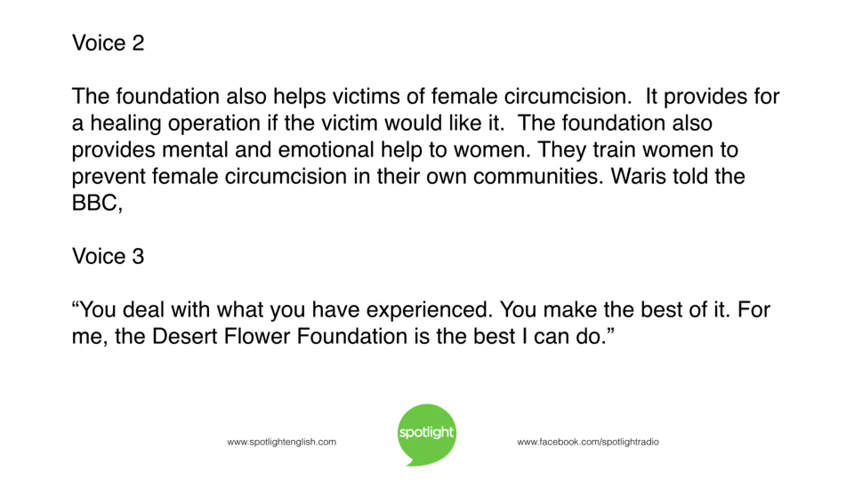 Voice 2
The foundation also helps victims of female circumcision.  It provides for
a healing operation if the victim would like it.  The foundation also
provides mental and emotional help to women. They train women to
prevent female circumcision in their own communities. Waris told the
BBC,
Voice 3
“You deal with what you have experienced. You make the best of it. For
me, the Desert Flower Foundation is the best I can do.”
www.spotlightenglish.com
spotlight
www.facebook.com/spotlightradio